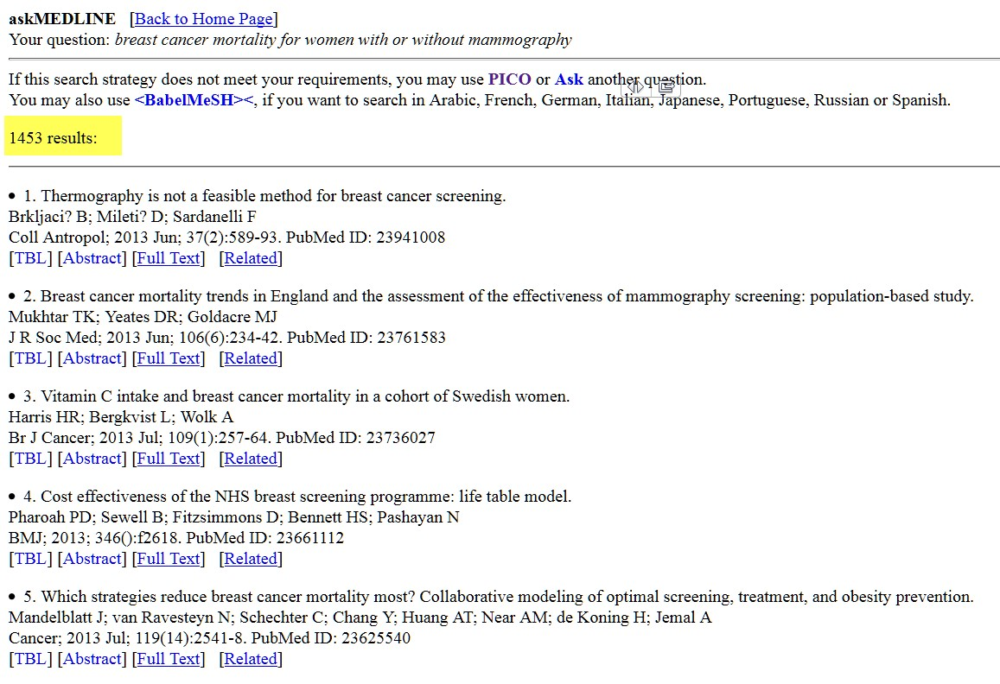 askMEDLINE [Back to Home Page]
Your question: breast cancer mortality for women with or without mammography
If this search strategy does not meet your requirements, you may use PICO or Ask another question.
You may also use <BabelMeSH><, if you want to search in Arabic, French, German, Italian, Japanese, Portuguese, Russian or Spanish.
1453 results:
• 1. Thermography is not a feasible method for breast cancer screening.
Brkljaci? B; Mileti? D; Sardanelli F
Coll Antropol; 2013 Jun; 37(2):589-93. PubMed ID: 23941008
[TBL] [Abstract] [Full Text] [Related]
• 2. Breast cancer mortality trends in England and the assessment of the effectiveness of mammography screening: population-based study.
Mukhtar TK; Yeates DR; Goldacre MJ
J R Soc Med; 2013 Jun; 106(6):234-42. PubMed ID: 23761583
[TBL] [Abstract] [Full Text] [Related]
• 3. Vitamin C intake and breast cancer mortality in a cohort of Swedish women.
Harris HR; Bergkvist L; Wolk A
Br J Cancer; 2013 Jul; 109(1):257-64. PubMed ID: 23736027
[TBL] [Abstract] [Full Text] [Related]
• 4. Cost effectiveness of the NHS breast screening programme: life table model.
Pharoah PD; Sewell B; Fitzsimmons D; Bennett HS; Pashayan N
BMJ; 2013; 346():f2618. PubMed ID: 23661112
[TBL] [Abstract] [Full Text] [Related]
• 5. Which strategies reduce breast cancer mortality most? Collaborative modeling of optimal screening, treatment, and obesity prevention.
Mandelblatt J; van Ravesteyn N; Schechter C; Chang Y; Huang AT; Near AM; de Koning H; Jemal A
Cancer; 2013 Jul; 119(14):2541-8. PubMed ID: 23625540
[TBL] [Abstract] [Full Text] [Related]